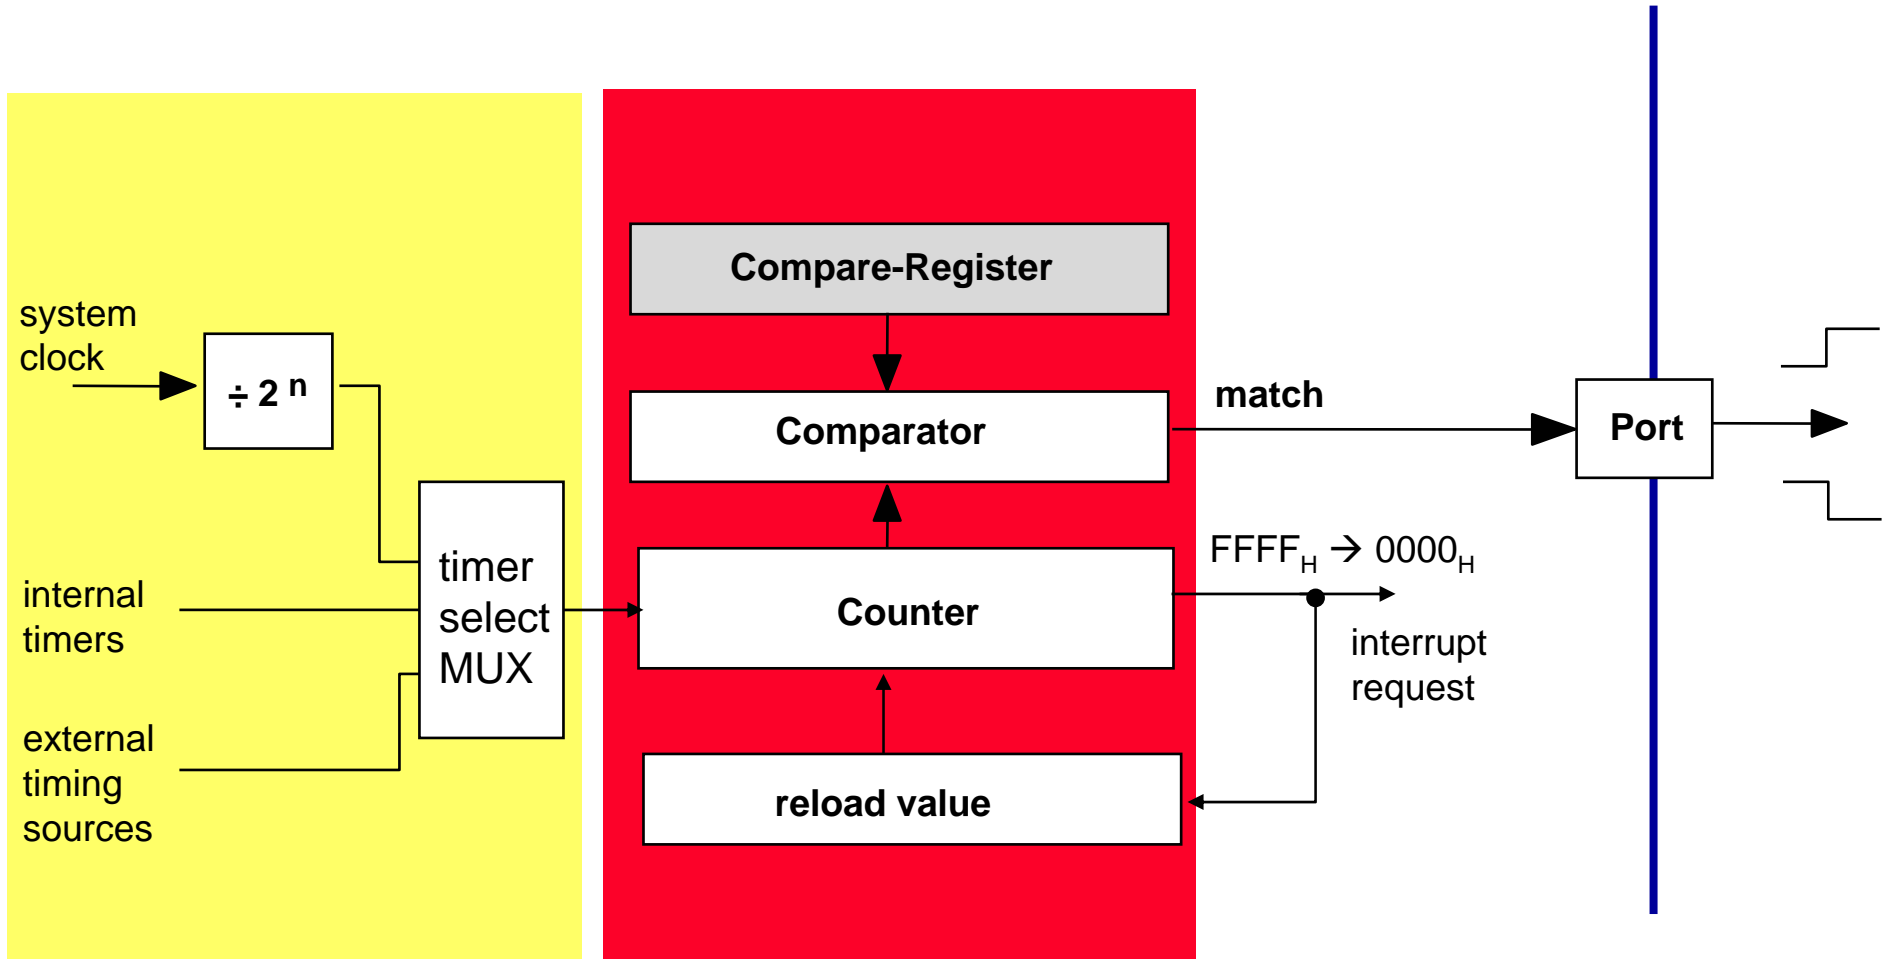 system
clock
÷ 2 n
internal
timers
external
timing
sources
timer
select
MUX
Compare-Register
Comparator
Counter
reload value
match
FFFFH → 0000H
interrupt
request
Port